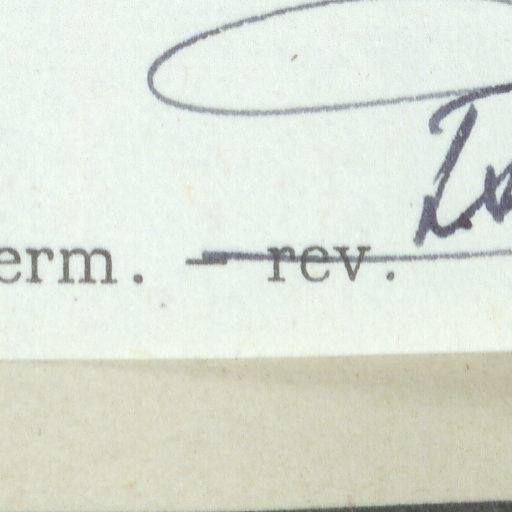 erm. - rev.